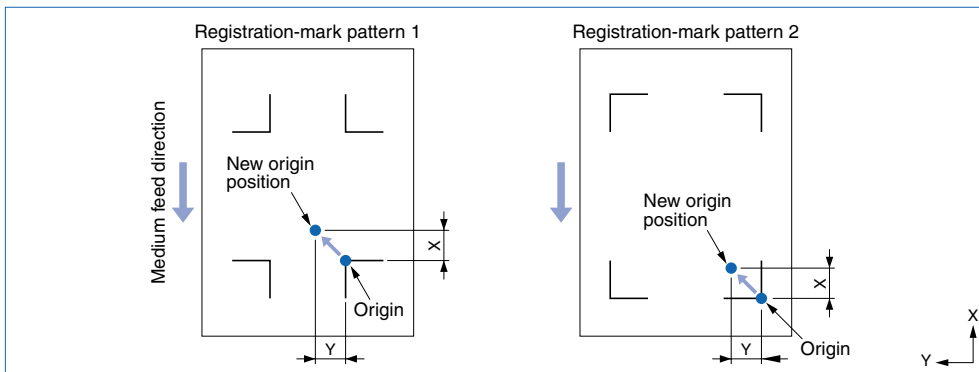 Registration-mark pattern 1
Medium feed direction
New origin
position
X
Origin
Y
Registration-mark pattern 2
New origin
position
X
Y
Origin
X
Y